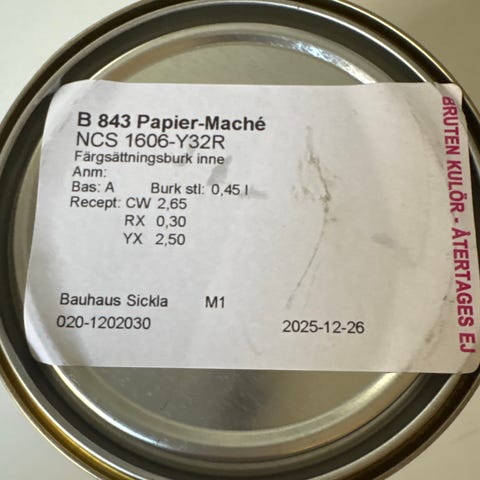 B 843 Papier-Maché
NCS 1606-Y32R
Färgsättningsburk inne
Anm:
Bas: A Burk stl: 0,45 l
Recept: CW 2,65
RX 0,30
YX 2,50
Bauhaus Sickla M1
020-1202030 2025-12-26
BRUTEN KULÖR - ÅTERTAGES EJ